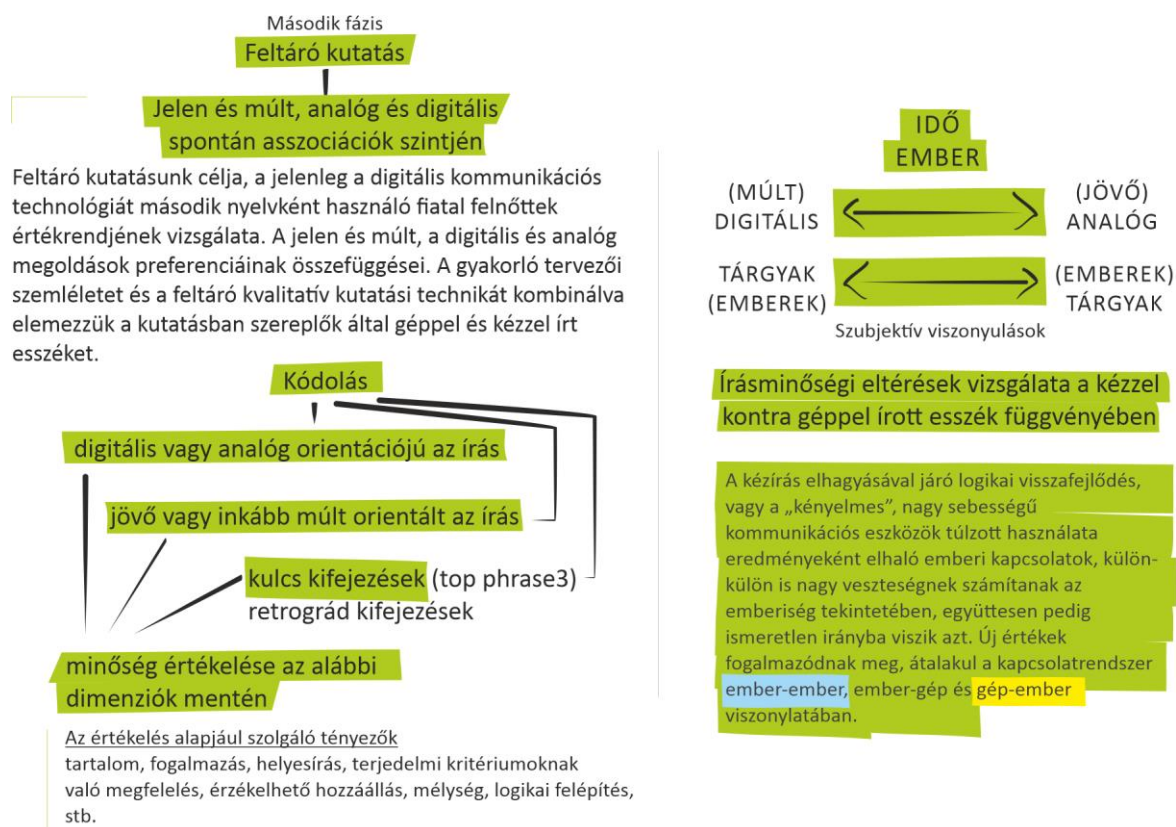 Második fázis
Feltáró kutatás
Jelen és múlt, analóg és digitális
spontán asszociációk szintjén
Feltáró kutatásunk célja, a jelenleg a digitális kommunikációs
technológiát második nyelvként használó fiatal felnőttek
értékrendjének vizsgálata. A jelen és múlt, a digitális és analóg
megoldások preferenciáinak összefüggései. A gyakorló tervezői
szemléletet és a feltáró kvalitatív kutatási technikát kombinálva
elemezzük a kutatásban szereplők által géppel és kézzel írt
esszéket.
Kódolás
digitális vagy analóg orientációjú az írás
jövő vagy inkább múlt orientált az írás
kulcs kifejezések (top phrase3)
retrográd kifejezések
minőség értékelése az alábbi
dimenziók mentén
Az értékelés alapjául szolgáló tényezők
tartalom, fogalmazás, helyesírás, terjedelmi kritériumoknak
való megfelelés, érzékelhető hozzáállás, mélység, logikai felépítés,
stb.
IDŐ
EMBER
(MÚLT) (JÖVŐ)
DIGITÁLIS ANALÓG
TÁRGYAK (EMBEREK)
(EMBEREK) TÁRGYAK
Szubjektív viszonyulások
Írásminőségi eltérések vizsgálata a kézzel
kontra géppel írott esszék függvényében
A kézírás elhagyásával járó logikai visszafejlődés,
vagy a „kényelmes”, nagy sebességű
kommunikációs eszközök túlzott használata
eredményeként elhaló emberi kapcsolatok, külön-
külön is nagy veszteségnek számítanak az
emberiség tekintetében, együttesen pedig
ismeretlen irányba viszik azt. Új értékek
fogalmazódnak meg, átalakul a kapcsolatrendszer
ember-ember, ember-gép és gép-ember
viszonylatában.